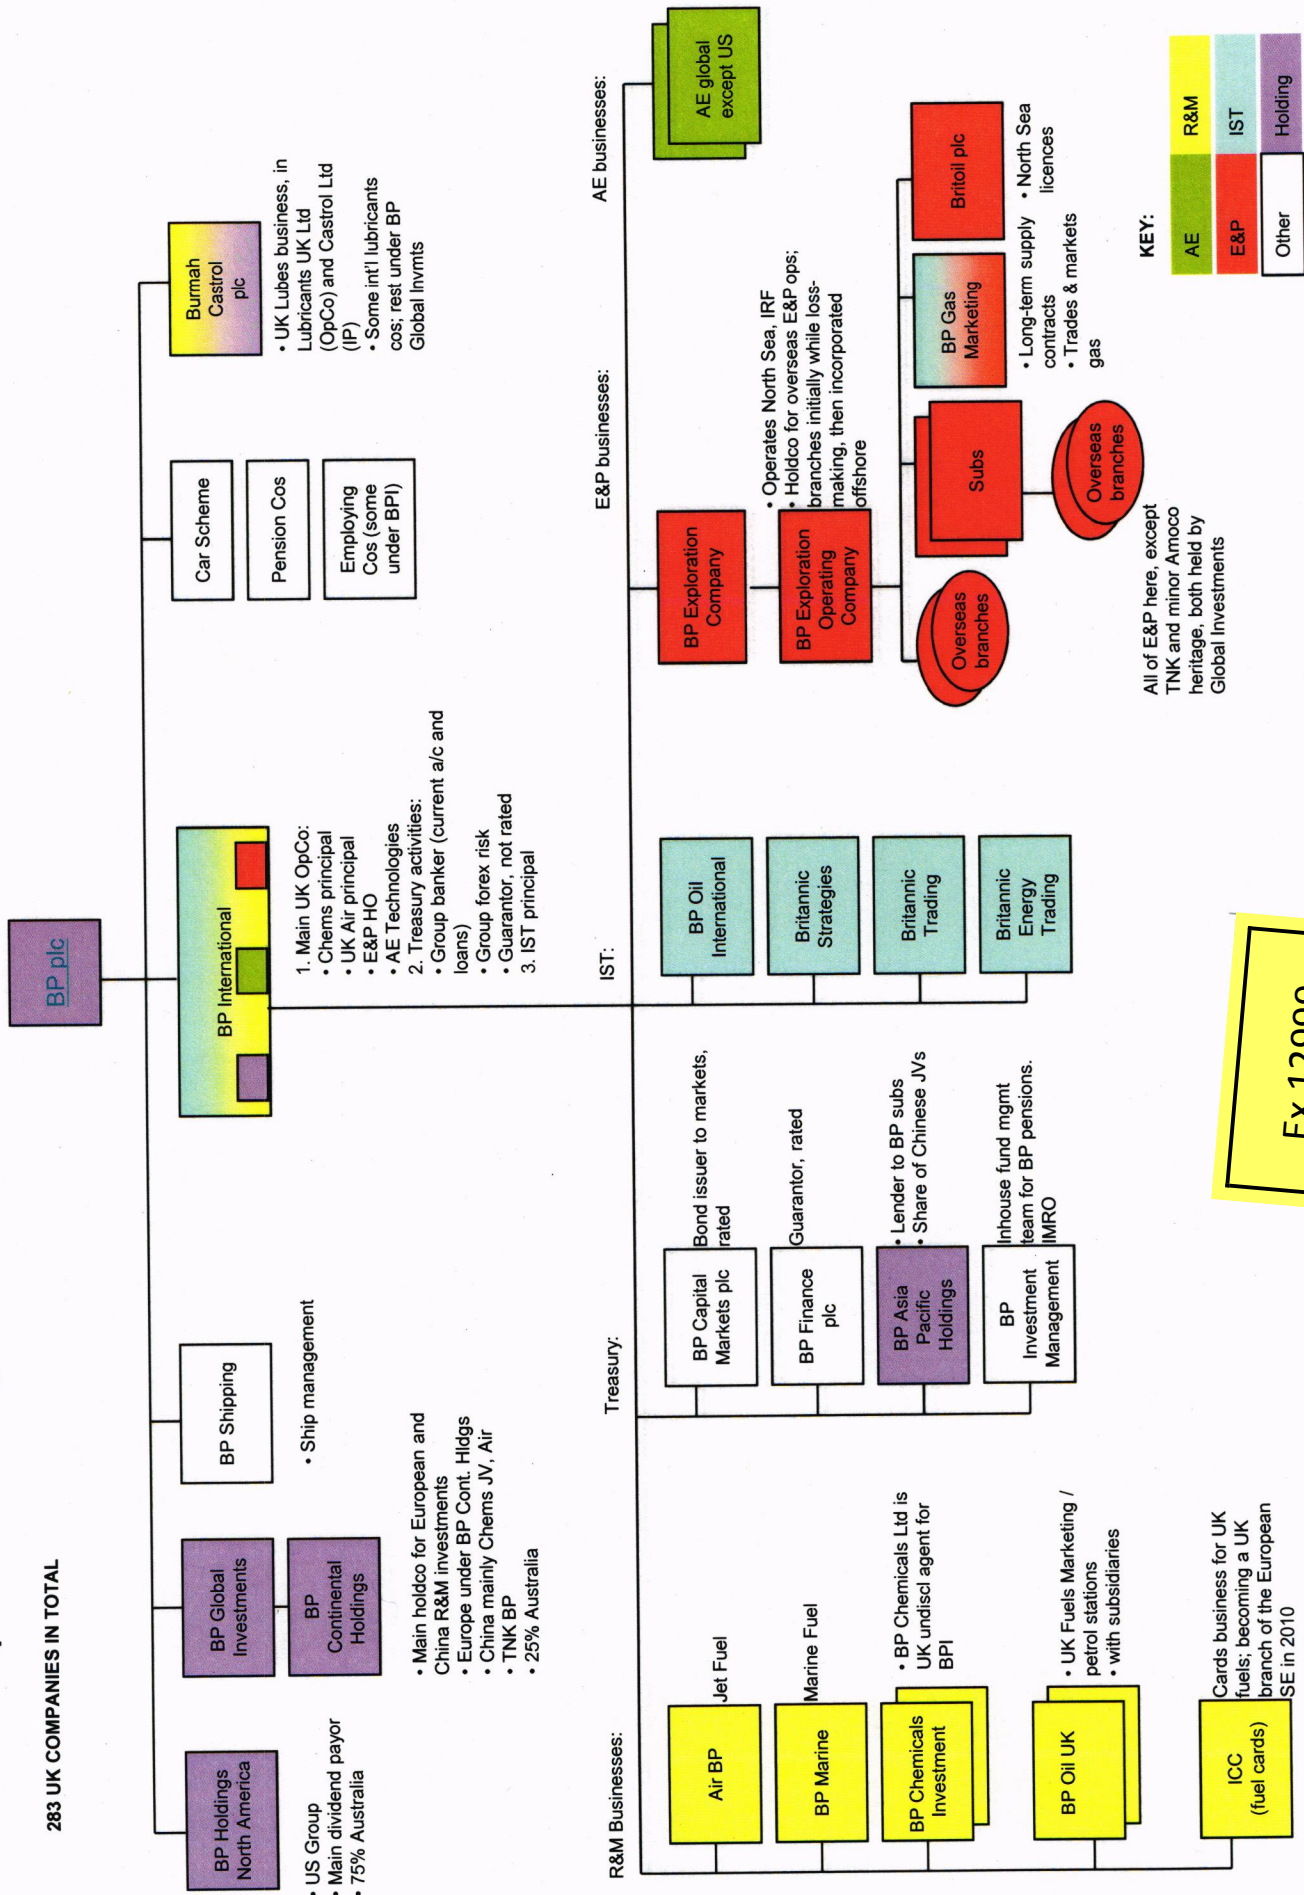 283 UK COMPANIES IN TOTAL
BP plc
BP Holdings
North America
• US Group
• Main dividend payor
• 75% Australia
BP Global
Investments
BP
Continental
Holdings
• Main holdco for European and
China R&M investments
• Europe under BP Cont. Hldgs
• China mainly Chems JV, Air
• TNK BP
• 25% Australia
BP Shipping
• Ship management
BP International
1. Main UK OpCo:
• Chems principal
• UK Air principal
• E&P HO
• AE Technologies
2. Treasury activities:
• Group banker (current a/c and
loans)
• Group forex risk
• Guarantor, not rated
3. IST principal
Car Scheme
Pension Cos
Employing
Cos (some
under BPI)
Burmah
Castrol
plc
• UK Lubes business, in
Lubricants UK Ltd
(OpCo) and Castrol Ltd
(IP)
• Some int'l lubricants
cos; rest under BP
Global Invmts
R&M Businesses:
Air BP
Jet Fuel
BP Marine
Marine Fuel
BP Chemicals
Investment
• BP Chemicals Ltd is
UK undiscl agent for
BPI
BP Oil UK
• UK Fuels Marketing /
petrol stations
• with subsidiaries
ICC
(fuel cards)
Cards business for UK
fuels; becoming a UK
branch of the European
SE in 2010
Treasury:
BP Capital
Markets plc
Bond issuer to markets,
rated
BP Finance
plc
Guarantor, rated
BP Asia
Pacific
Holdings
• Lender to BP subs
• Share of Chinese JVs
BP
Investment
Management
Inhouse fund mgmt
team for BP pensions.
IMRO
IST:
BP Oil
International
Britannic
Strategies
Britannic
Trading
Britannic
Energy
Trading
E&P businesses:
BP Exploration
Company
BP Exploration
Operating
Company
• Operates North Sea, IRF
• Holdco for overseas E&P ops;
branches initially while loss-
making, then incorporated
offshore
Overseas
branches
Subs
Overseas
branches
BP Gas
Marketing
• Long-term supply
contracts
• Trades & markets
gas
Britoil plc
• North Sea
licences
All of E&P here, except
TNK and minor Amoco
heritage, both held by
Global Investments
AE businesses:
AE global
except US
KEY:
AE
R&M
E&P
IST
Other
Holding